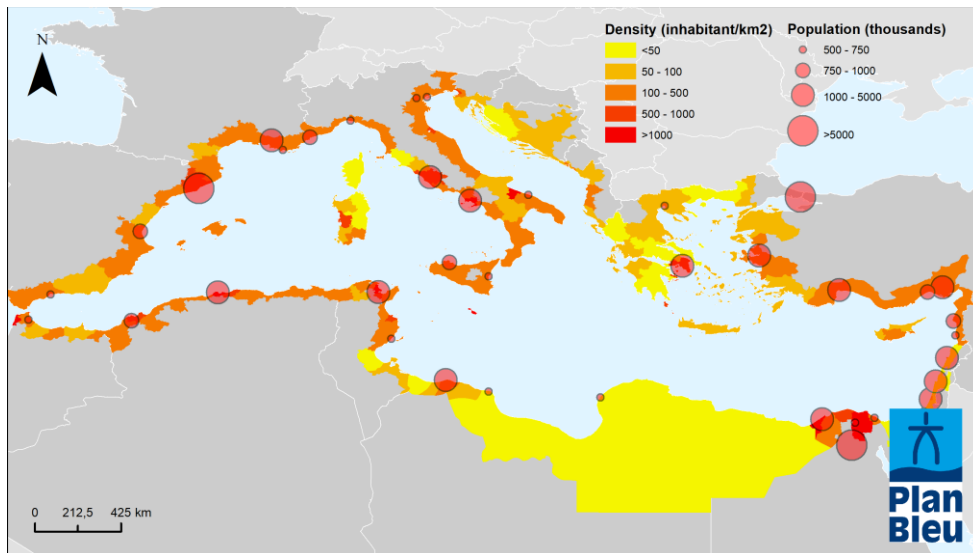 N
Density (inhabitant/km2)
<50
50 - 100
100 - 500
500 - 1000
>1000
Population (thousands)
500 - 750
750 - 1000
1000 - 5000
>5000
0 212,5 425 km
Plan
Bleu